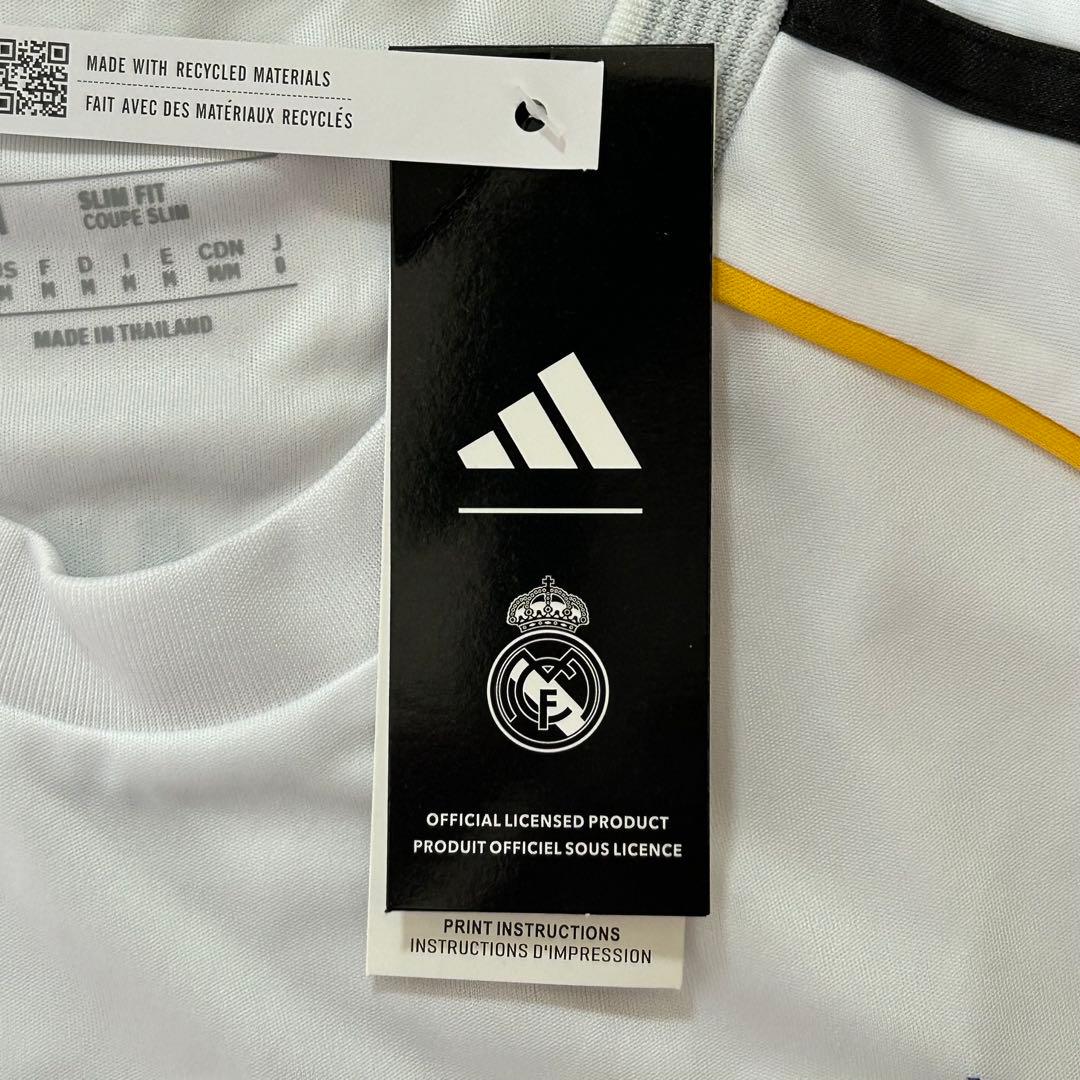 MADE WITH RECYCLED MATERIALS
FAIT AVEC DES MATÉRIAUX RECYCLÉS
SLIM FIT
COUPE SLIM
F D I E CDN J
M M M M M/M
MADE IN THAILAND
OFFICIAL LICENSED PRODUCT
PRODUIT OFFICIEL SOUS LICENCE
PRINT INSTRUCTIONS
INSTRUCTIONS D'IMPRESSION